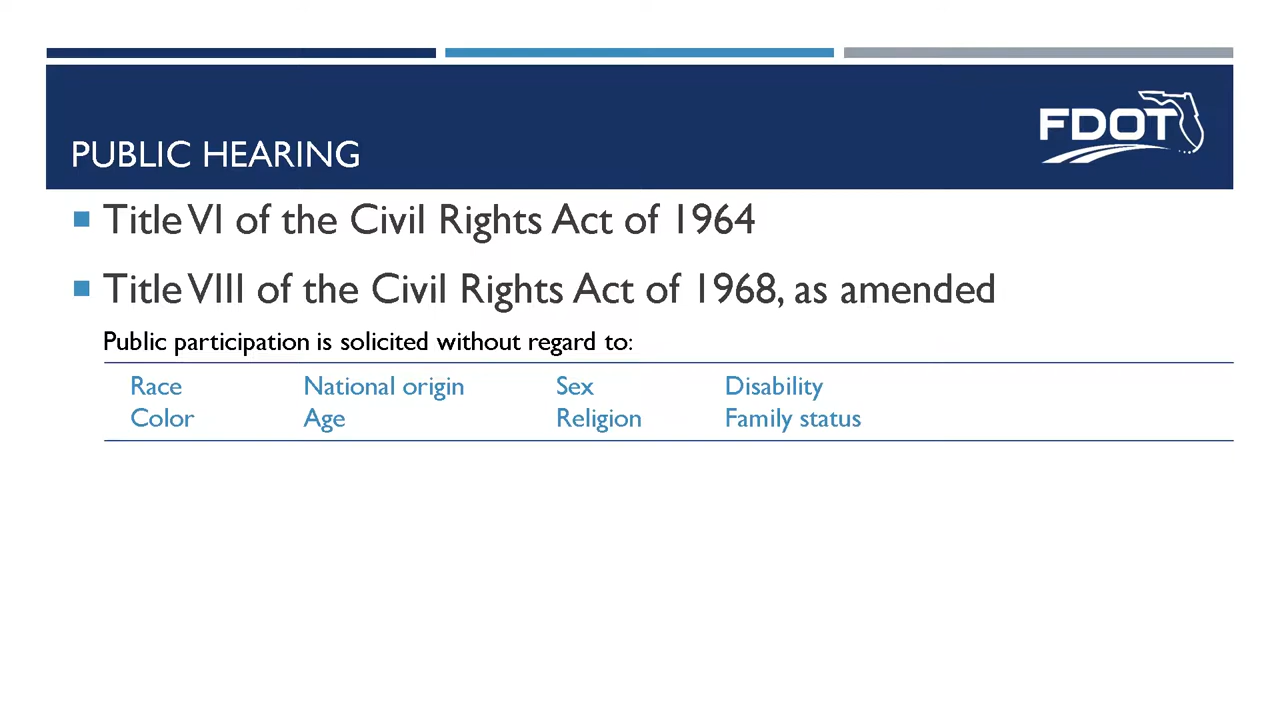 FDOT
PUBLIC HEARING
Title VI of the Civil Rights Act of 1964
Title VIII of the Civil Rights Act of 1968, as amended
Public participation is solicited without regard to:
Race National origin Sex Disability
Color Age Religion Family status